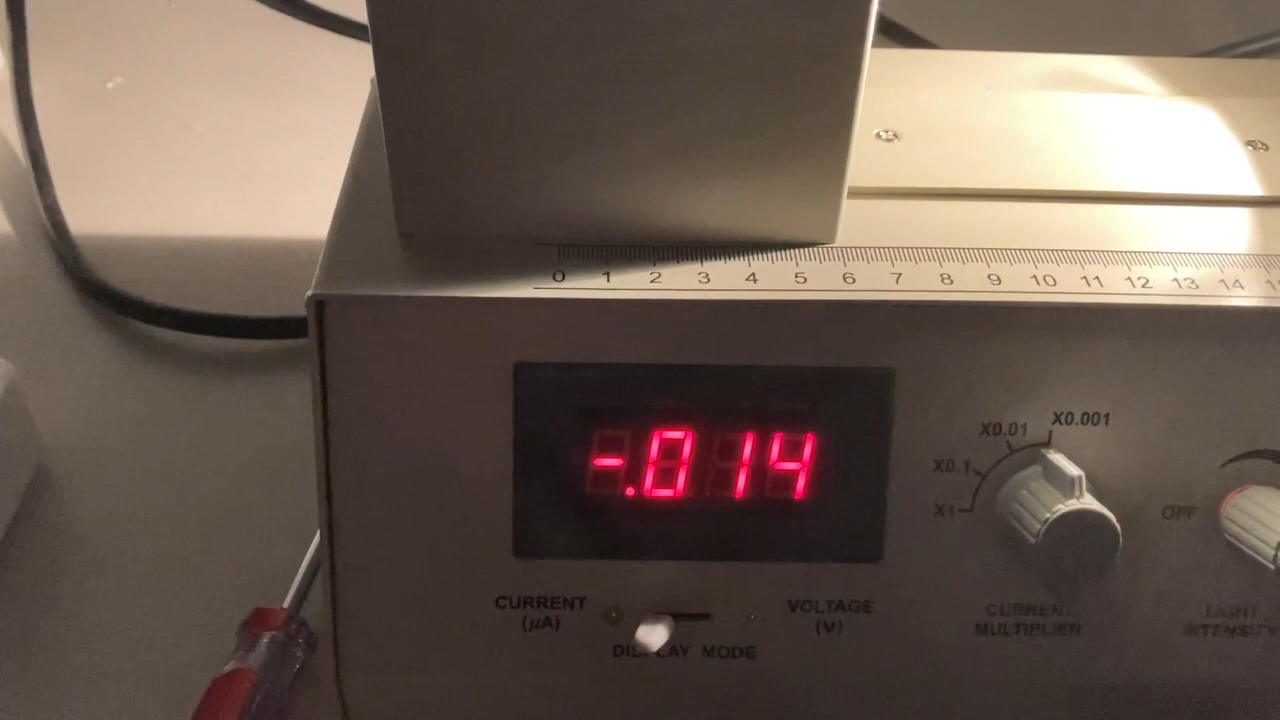 0 1 2 3 4 5 6 7 8 9 10 11 12 13 14
-.014
X0.001
X0.01
X0.1
X1
OFF
CURRENT
(µA)
VOLTAGE
(V)
DISPLAY MODE
CURRENT
MULTIPLIER
LIGHT
INTENSITY